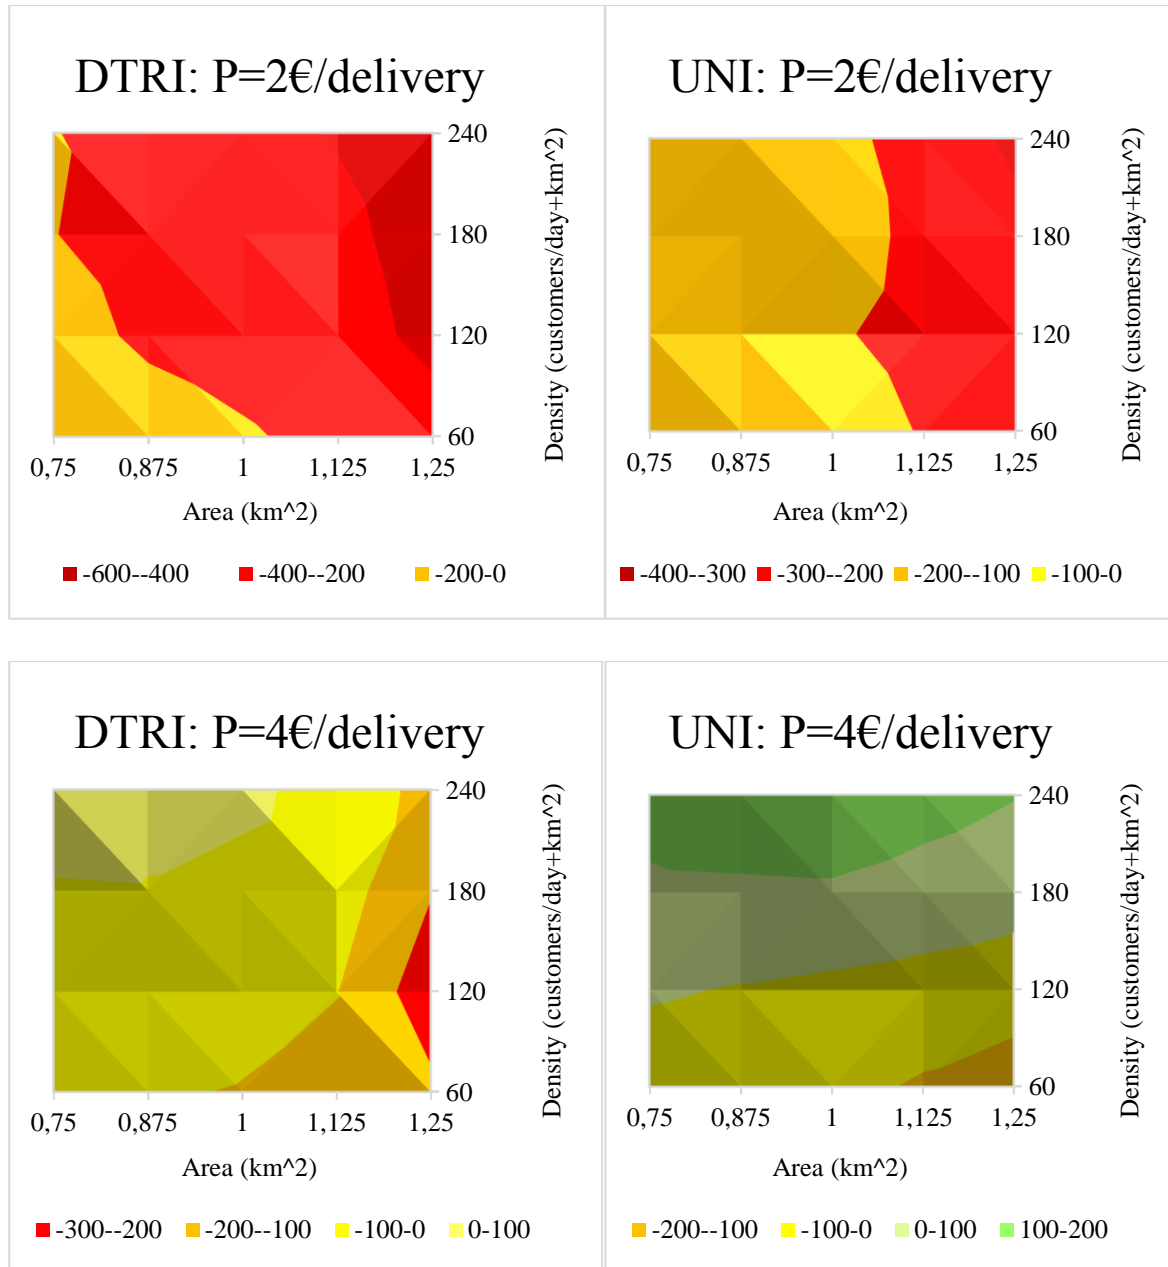 DTRI: P=2€/delivery
240
180
120
60
Density (customers/day+km^2)
0,75 0,875 1 1,125 1,25
Area (km^2)
-600--400 -400--200 -200-0
UNI: P=2€/delivery
240
180
120
60
Density (customers/day+km^2)
0,75 0,875 1 1,125 1,25
Area (km^2)
-400--300 -300--200 -200--100 -100-0
DTRI: P=4€/delivery
240
180
120
60
Density (customers/day+km^2)
0,75 0,875 1 1,125 1,25
Area (km^2)
-300--200 -200--100 -100-0 0-100
UNI: P=4€/delivery
240
180
120
60
Density (customers/day+km^2)
0,75 0,875 1 1,125 1,25
Area (km^2)
-200--100 -100-0 0-100 100-200